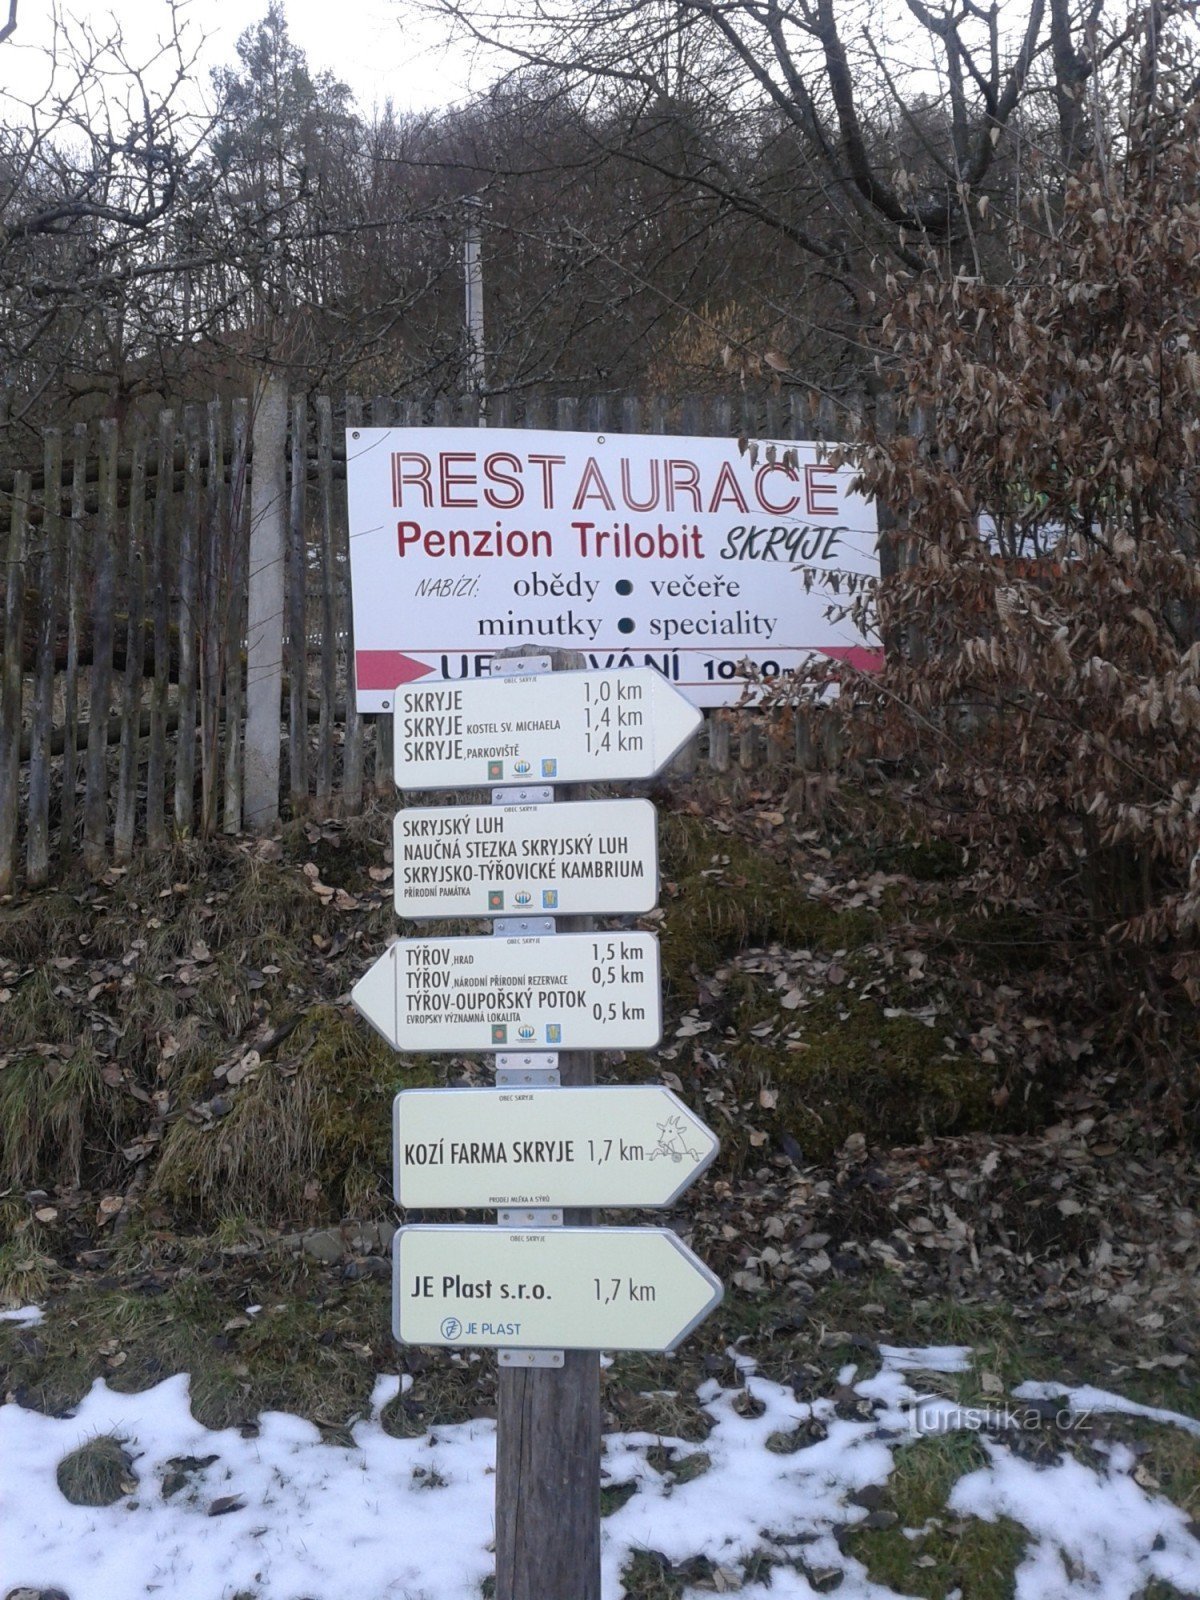 RESTAURACE
Penzion Trilobit SKRYJE
NABÍZÍ: obědy • večeře
minutky • speciality
OBEC SKRYJE
SKRYJE 1,0 km
SKRYJE KOSTEL SV. MICHAELA 1,4 km
SKRYJE, PARKOVIŠTĚ 1,4 km
OBEC SKRYJE
SKRYJSKÝ LUH
NAUČNÁ STEZKA SKRYJSKÝ LUH
SKRYJSKO-TÝŘOVICKÉ KAMBRIUM
PŘÍRODNÍ PAMÁTKA
OBEC SKRYJE
TÝŘOV, HRAD 1,5 km
TÝŘOV, NÁRODNÍ PŘÍRODNÍ REZERVACE 0,5 km
TÝŘOV-OUPOŘSKÝ POTOK
EVROPSKY VÝZNAMNÁ LOKALITA 0,5 km
OBEC SKRYJE
KOZÍ FARMA SKRYJE 1,7 km
PRODEJ MLÉKA A SÝRŮ
OBEC SKRYJE
JE Plast s.r.o. 1,7 km
JE PLAST
Turistika.cz